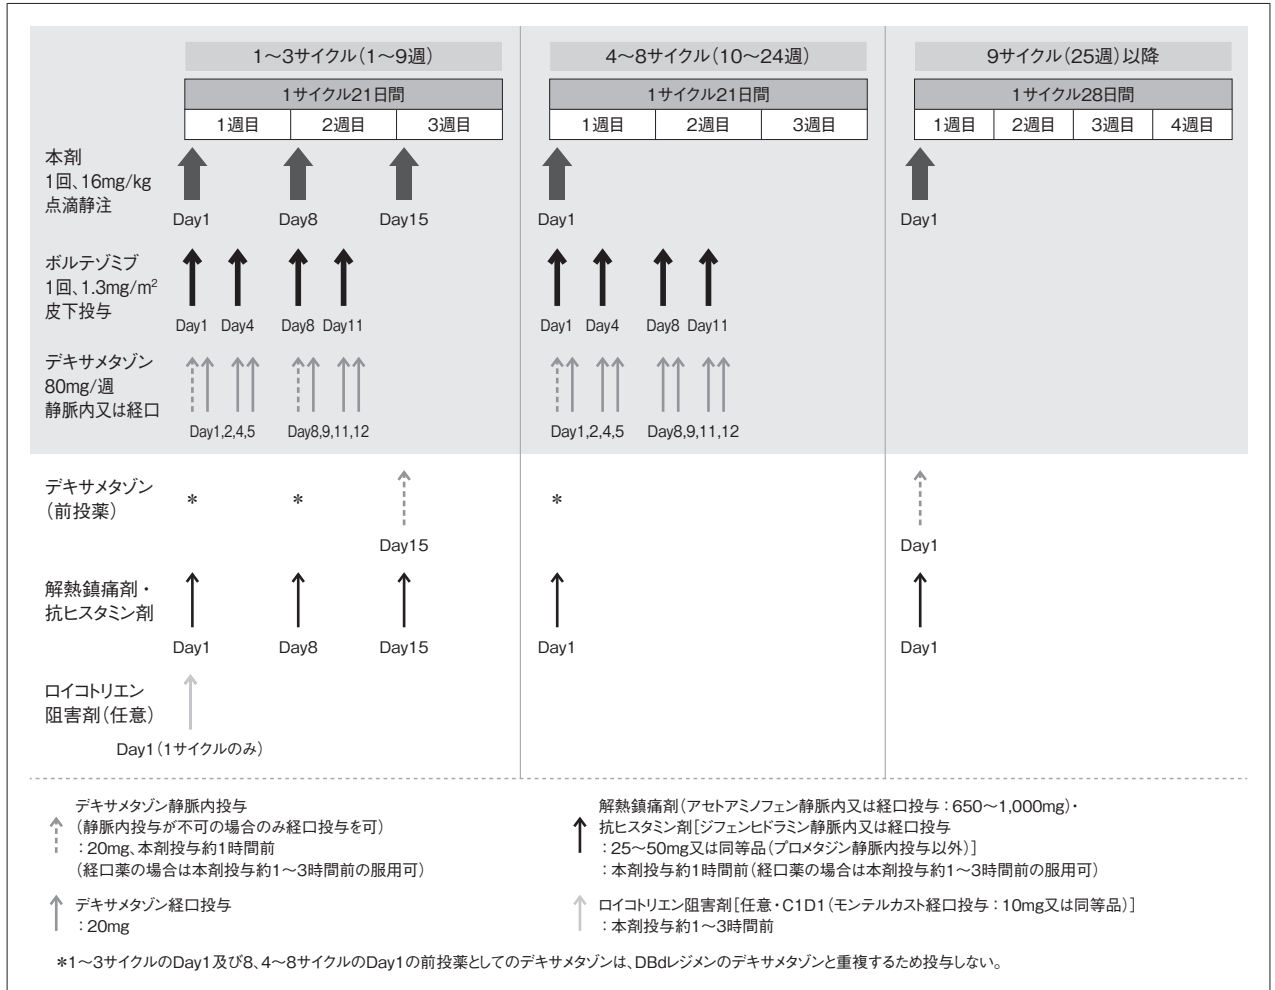 1～3サイクル（1～9週）
4～8サイクル（10～24週）
9サイクル（25週）以降
1サイクル21日間
1サイクル21日間
1サイクル28日間
1週目 2週目 3週目
1週目 2週目 3週目
1週目 2週目 3週目 4週目
本剤
1回、16mg/kg
点滴静注
Day1 Day8 Day15
Day1
Day1
ボルテゾミブ
1回、1.3mg/m²
皮下投与
Day1 Day4 Day8 Day11
Day1 Day4 Day8 Day11
デキサメタゾン
80mg/週
静脈内又は経口
Day1,2,4,5 Day8,9,11,12
Day1,2,4,5 Day8,9,11,12
デキサメタゾン
（前投薬）
＊ ＊
Day15
＊
Day1
解熱鎮痛剤・
抗ヒスタミン剤
Day1 Day8 Day15
Day1
Day1
ロイコトリエン
阻害剤（任意）
Day1（1サイクルのみ）
デキサメタゾン静脈内投与
（静脈内投与が不可の場合のみ経口投与を可）
：20mg、本剤投与約1時間前
（経口薬の場合は本剤投与約1～3時間前の服用可）
デキサメタゾン経口投与
：20mg
解熱鎮痛剤（アセトアミノフェン静脈内又は経口投与：650～1,000mg）・
抗ヒスタミン剤［ジフェンヒドラミン静脈内又は経口投与
：25～50mg又は同等品（プロメタジン静脈内投与以外）］
：本剤投与約1時間前（経口薬の場合は本剤投与約1～3時間前の服用可）
ロイコトリエン阻害剤［任意・C1D1（モンテルカスト経口投与：10mg又は同等品）］
：本剤投与約1～3時間前
＊1～3サイクルのDay1及び8、4～8サイクルのDay1の前投薬としてのデキサメタゾンは、DBdレジメンのデキサメタゾンと重複するため投与しない。